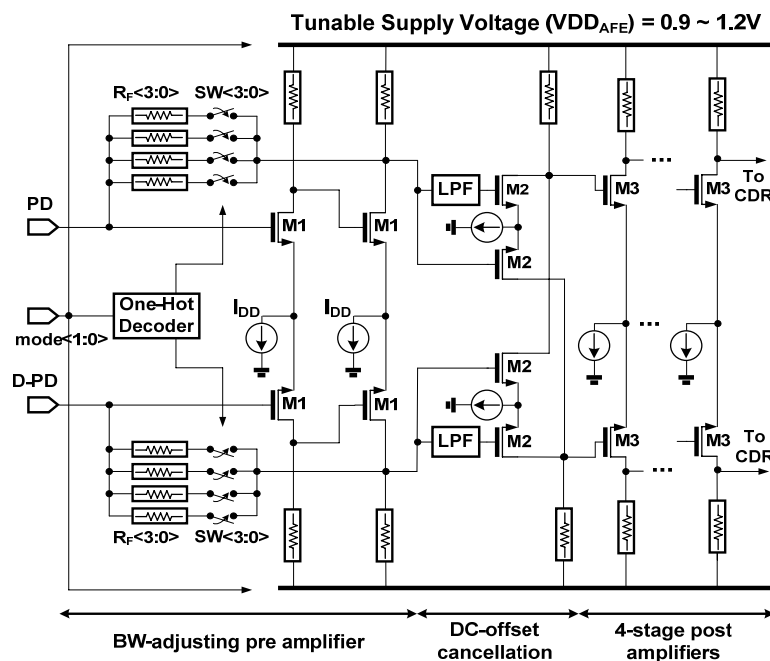 Tunable Supply Voltage (VDDAFE) = 0.9 ~ 1.2V
RF<3:0> SW<3:0>
PD
M1
M1
LPF
M2
M2
M3
M3
To
CDR
One-Hot
Decoder
mode<1:0>
IDD
IDD
D-PD
M1
M1
M2
LPF
M2
M3
M3
To
CDR
RF<3:0> SW<3:0>
BW-adjusting pre amplifier
DC-offset
cancellation
4-stage post
amplifiers